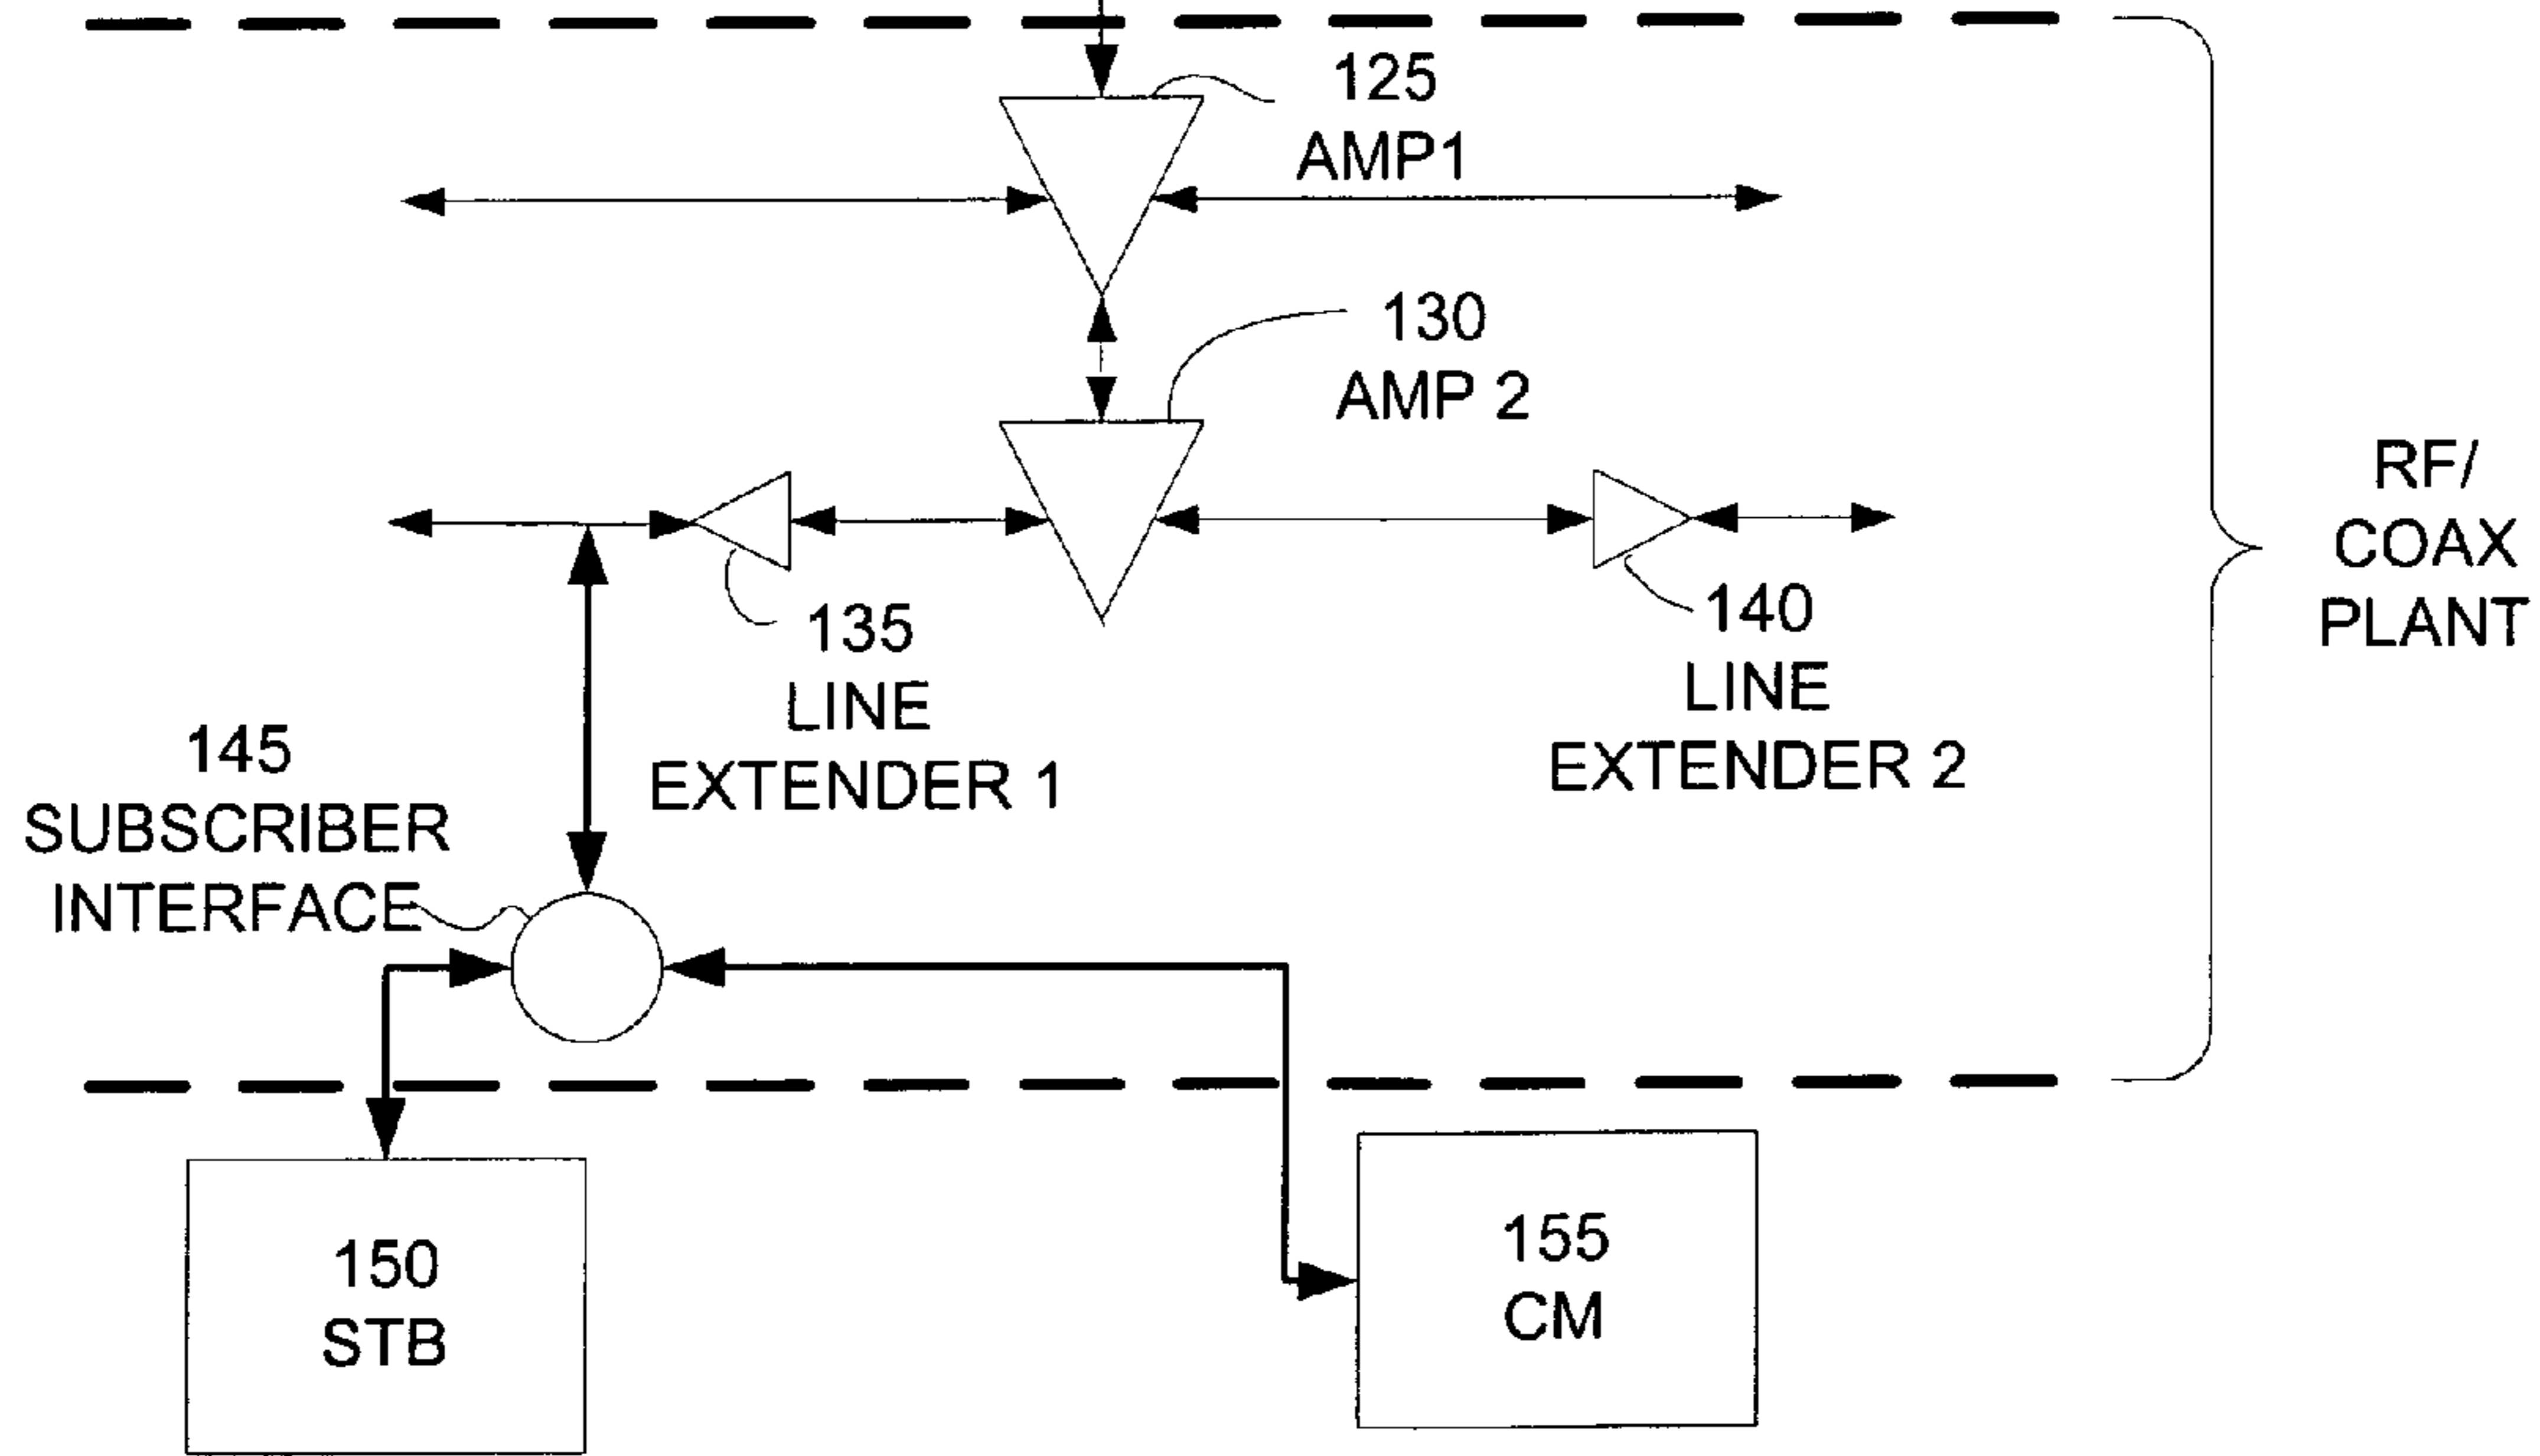 125
AMP1
130
AMP 2
RF/
COAX
PLANT
135
LINE
EXTENDER 1
140
LINE
EXTENDER 2
145
SUBSCRIBER
INTERFACE
150
STB
155
CM